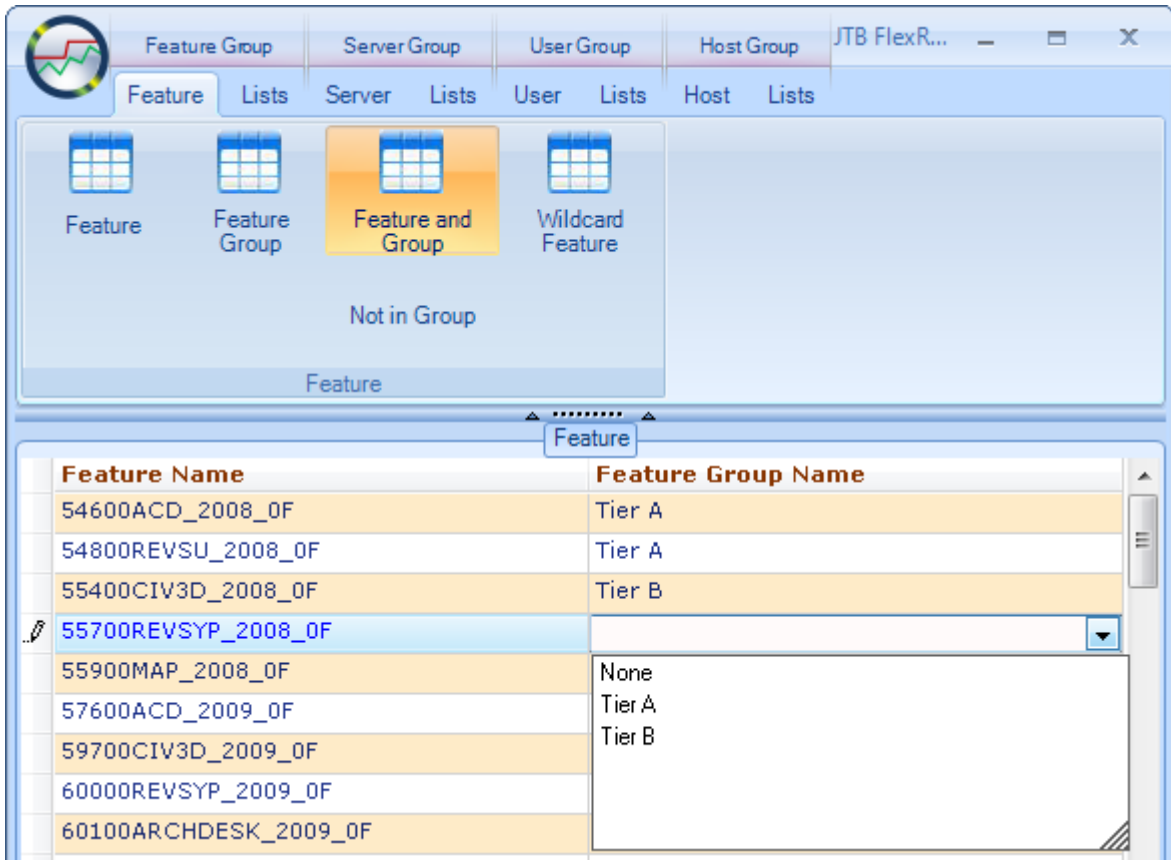 Feature Group Server Group User Group Host Group JTB FlexR...
Feature Lists Server Lists User Lists Host Lists
Feature
Feature
Group
Feature and
Group
Wildcard
Feature
Not in Group
Feature
Feature
Feature Name Feature Group Name
54600ACD_2008_0F Tier A
54800REVSU_2008_0F Tier A
55400CIV3D_2008_0F Tier B
55700REVSYP_2008_0F
55900MAP_2008_0F
57600ACD_2009_0F
59700CIV3D_2009_0F
60000REVSYP_2009_0F
60100ARCHDESK_2009_0F
None
Tier A
Tier B